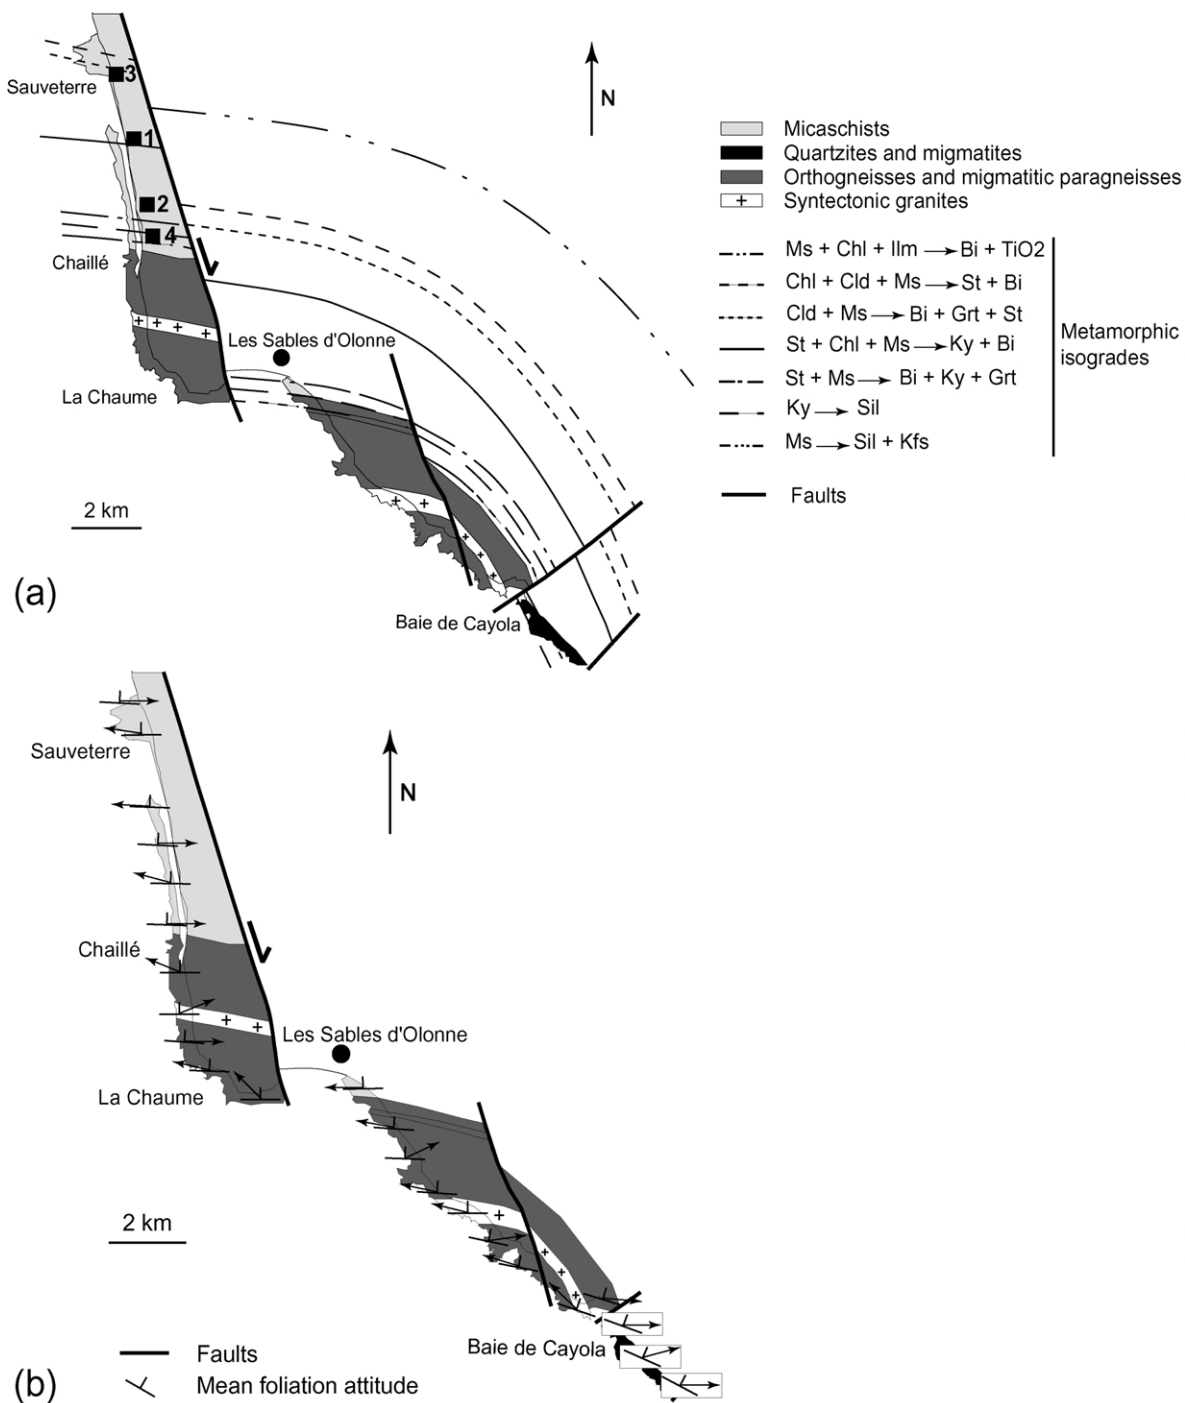 3
Sauveterre
1
2
4
Chaillé
Les Sables d'Olonne
La Chaume
2 km
Baie de Cayola
(a)
N
Micaschists
Quartzites and migmatites
Orthogneisses and migmatitic paragneisses
+ Syntectonic granites
Ms + Chl + Ilm → Bi + TiO2
Chl + Cld + Ms → St + Bi
Cld + Ms → Bi + Grt + St
St + Chl + Ms → Ky + Bi
St + Ms → Bi + Ky + Grt
Ky → Sil
Ms → Sil + Kfs
Metamorphic
isogrades
Faults
Sauveterre
N
Chaillé
Les Sables d'Olonne
La Chaume
2 km
Baie de Cayola
(b)
Faults
Mean foliation attitude